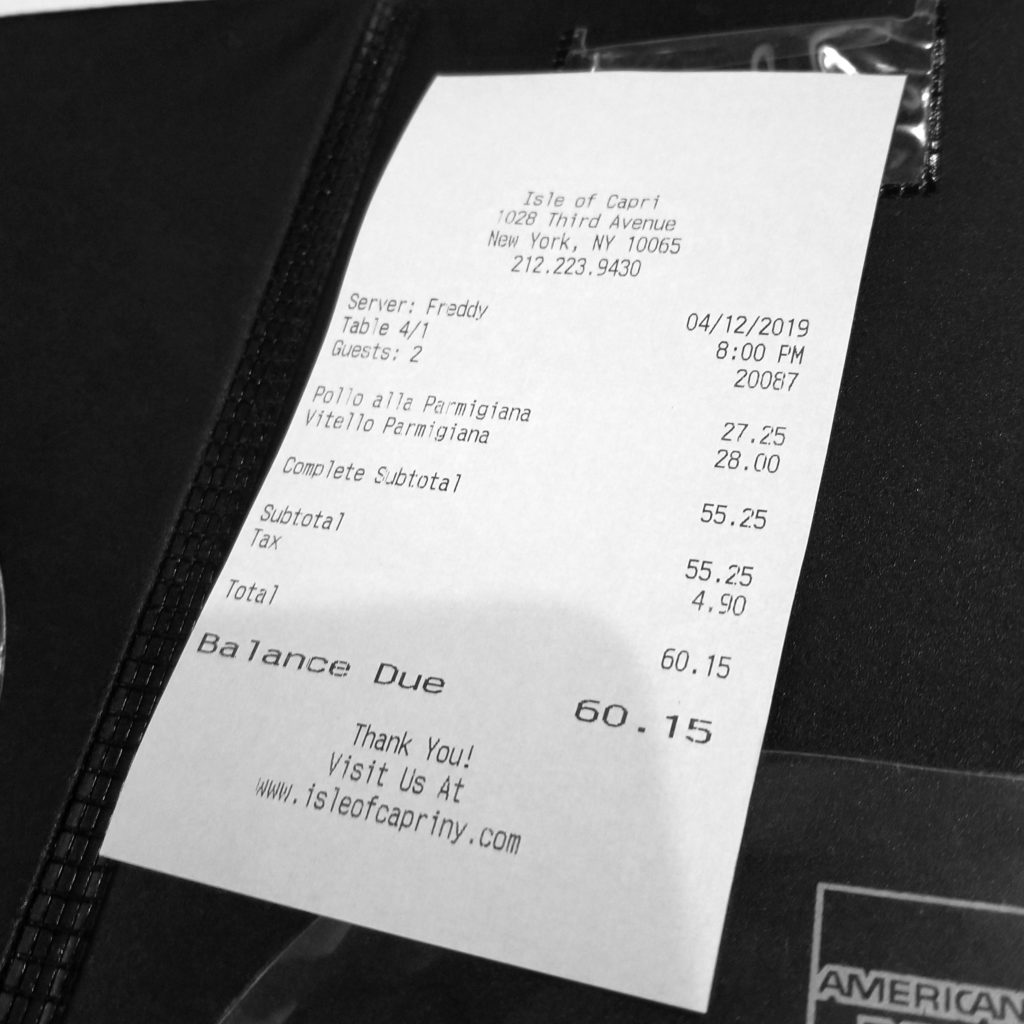 Isle of Capri
1028 Third Avenue
New York, NY 10065
212.223.9430
Server: Freddy 04/12/2019
Table 4/1 8:00 PM
Guests: 2 20087
Pollo alla Parmigiana 27.25
Vitello Parmigiana 28.00
Complete Subtotal 55.25
Subtotal 55.25
Tax 4.90
Total 60.15
Balance Due 60.15
Thank You!
Visit Us At
www.isleofcapriny.com
AMERICAN